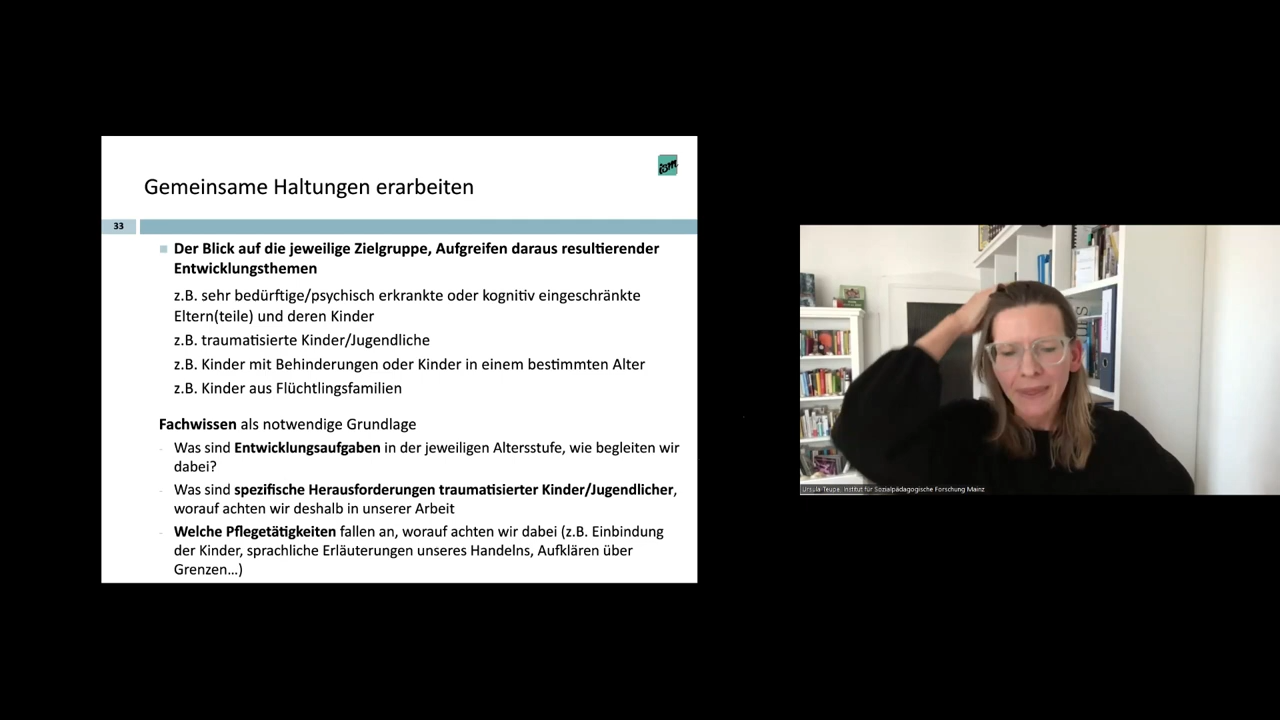 ism
Gemeinsame Haltungen erarbeiten
33
Der Blick auf die jeweilige Zielgruppe, Aufgreifen daraus resultierender
Entwicklungsthemen
z.B. sehr bedürftige/psychisch erkrankte oder kognitiv eingeschränkte
Eltern(teile) und deren Kinder
z.B. traumatisierte Kinder/Jugendliche
z.B. Kinder mit Behinderungen oder Kinder in einem bestimmten Alter
z.B. Kinder aus Flüchtlingsfamilien
Fachwissen als notwendige Grundlage
- Was sind Entwicklungsaufgaben in der jeweiligen Altersstufe, wie begleiten wir
dabei?
- Was sind spezifische Herausforderungen traumatisierter Kinder/Jugendlicher,
worauf achten wir deshalb in unserer Arbeit
- Welche Pflegetätigkeiten fallen an, worauf achten wir dabei (z.B. Einbindung
der Kinder, sprachliche Erläuterungen unseres Handelns, Aufklären über
Grenzen...)
Ursula Teupe, Institut für Sozialpädagogische Forschung Mainz